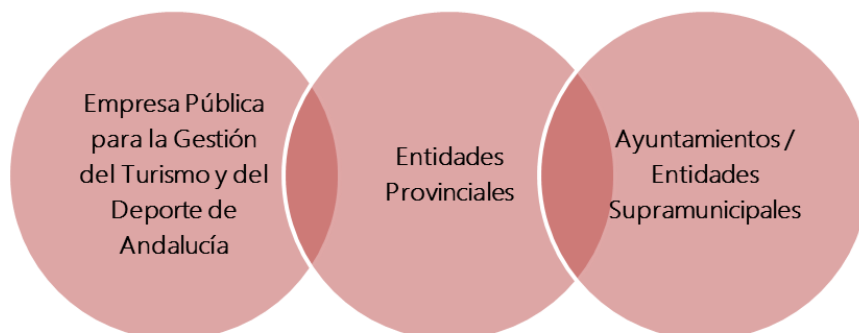 Empresa Pública
para la Gestión
del Turismo y del
Deporte de
Andalucía
Entidades
Provinciales
Ayuntamientos /
Entidades
Supramunicipales